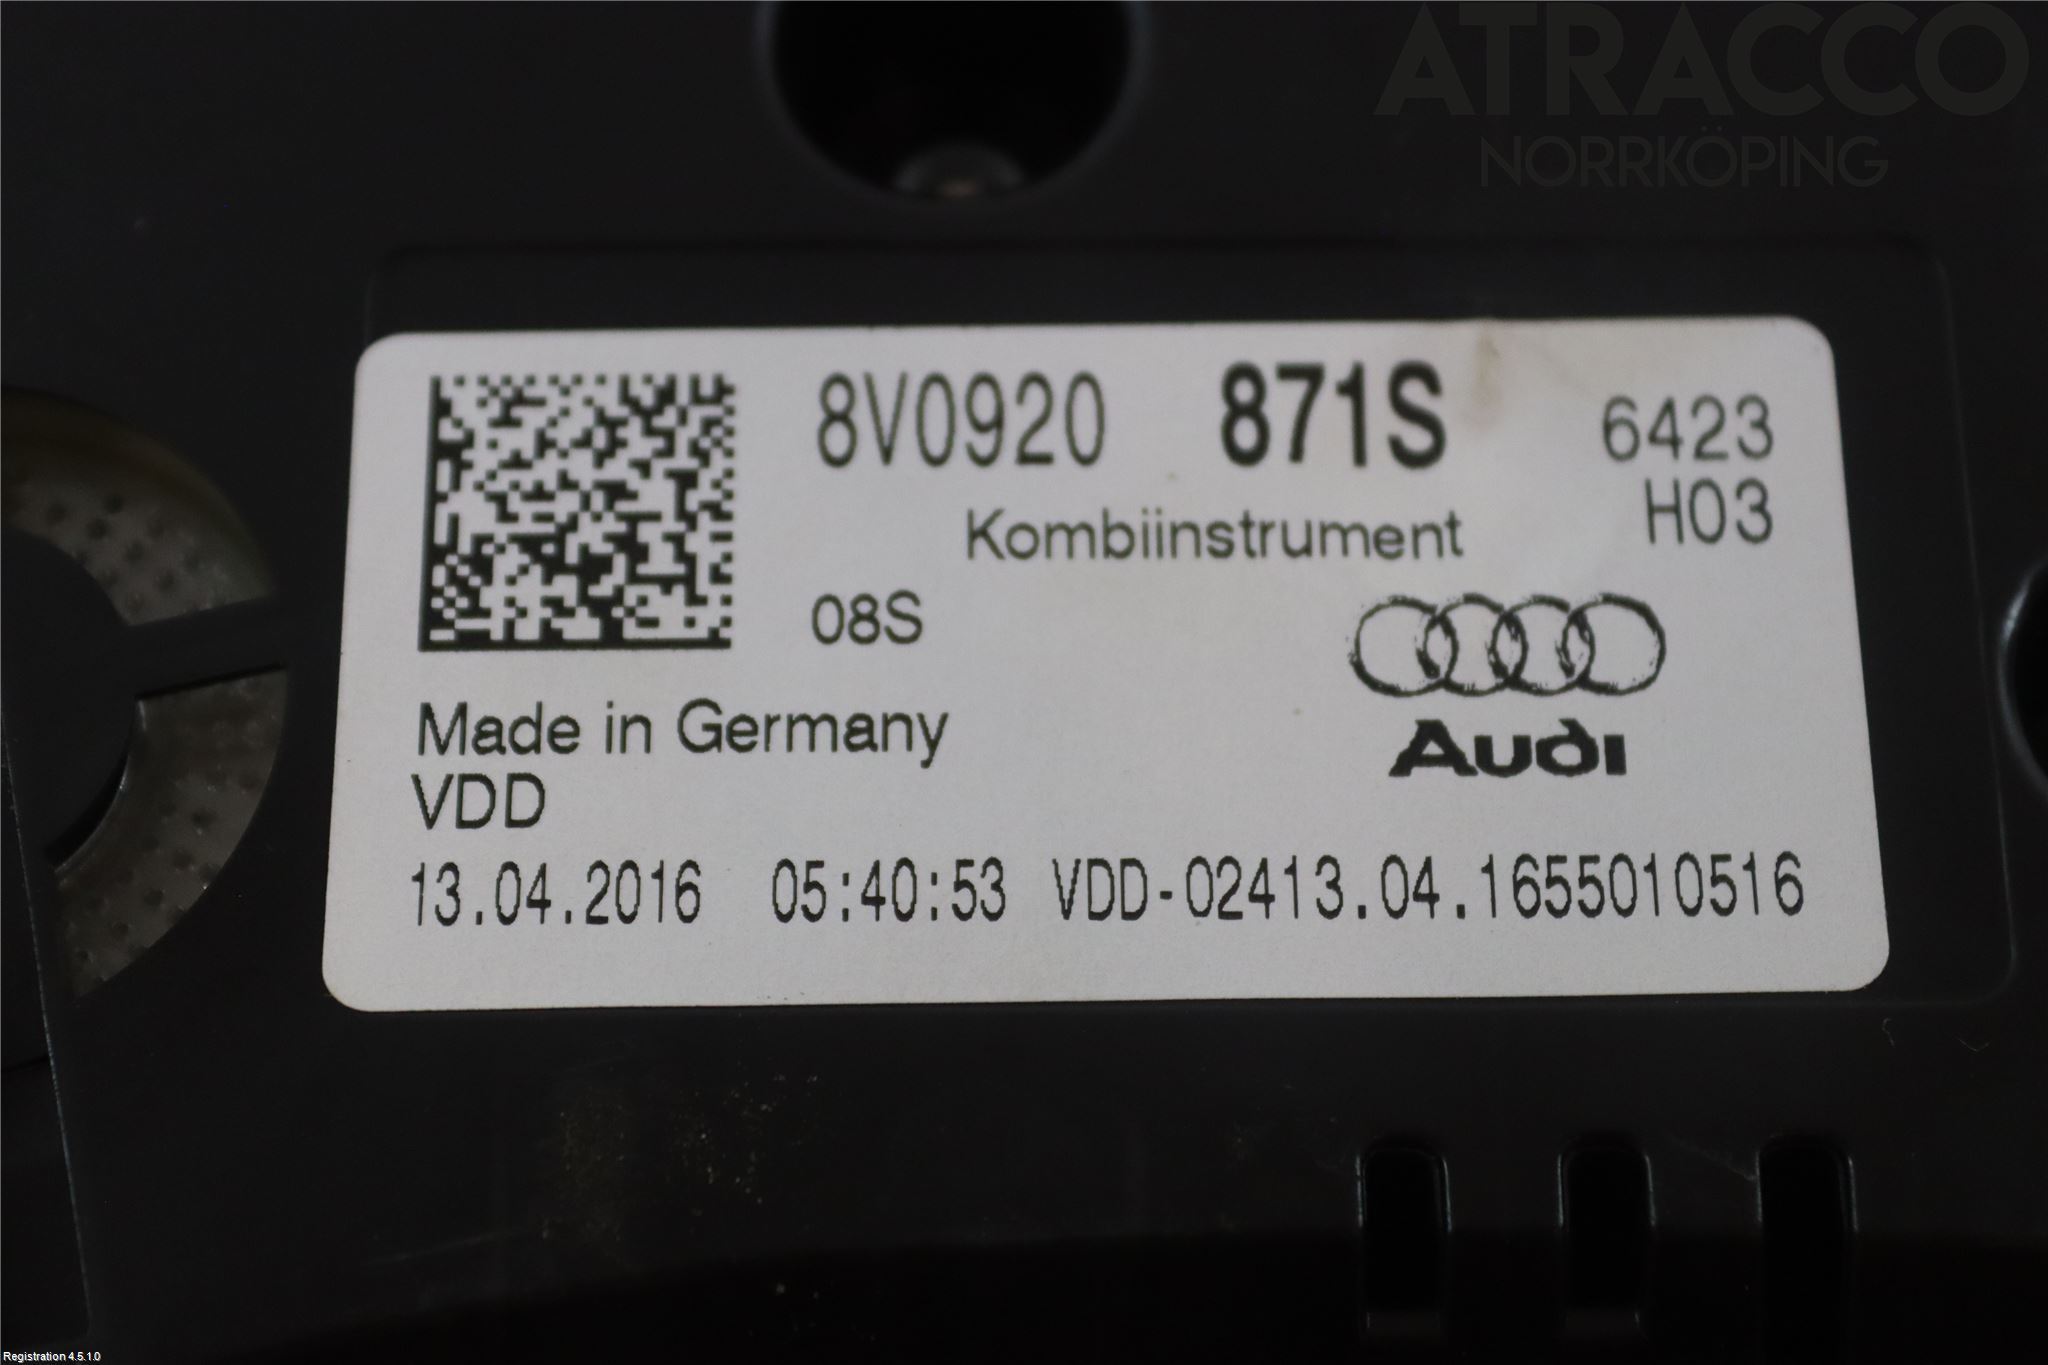 ATRACCO
NORRKÖPING
8V0920 871S 6423
H03
Kombiinstrument
08S
Audi
Made in Germany
VDD
13.04.2016 05:40:53 VDD-02413.04.1655010516
Registration 4.5.1.0